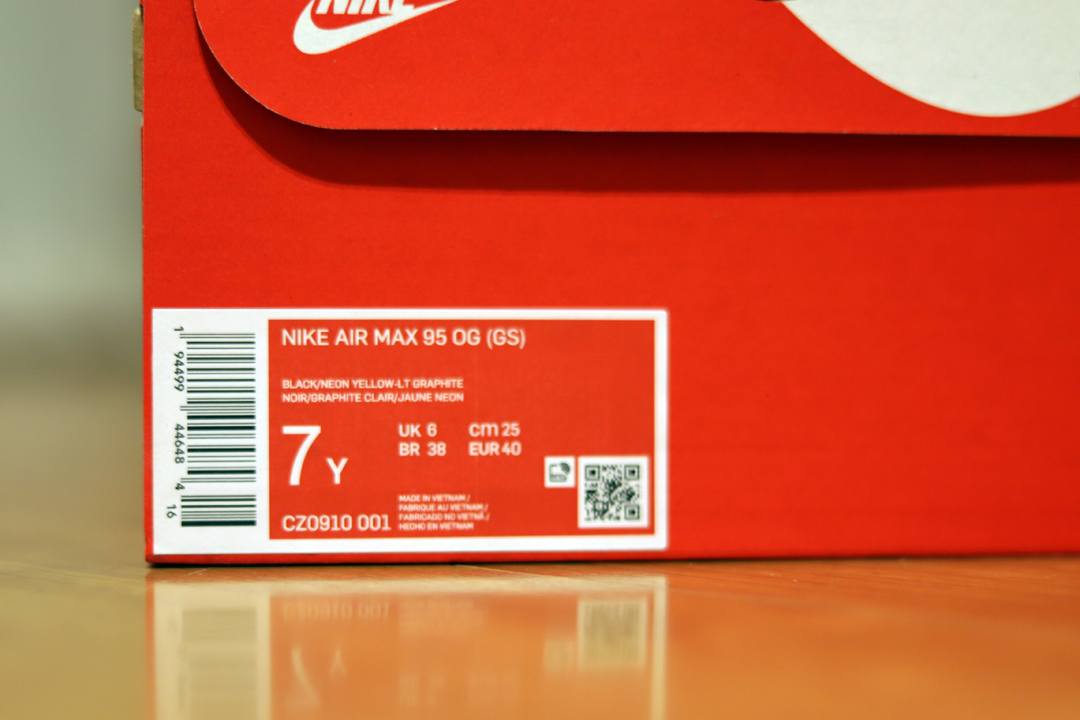 NIKE
NIKE AIR MAX 95 OG (GS)
BLACK/NEON YELLOW-LT GRAPHITE
NOIR/GRAPHITE CLAIR/JAUNE NEON
7 Y
UK 6 cm 25
BR 38 EUR 40
CZ0910 001
MADE IN VIETNAM /
FABRIQUE AU VIETNAM /
FABRICADO NO VIETNÃ /
HECHO EN VIETNAM
1 94499 44648 4 16